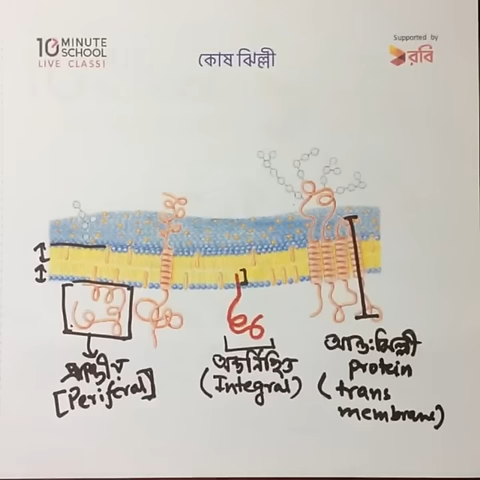 10 MINUTE SCHOOL
LIVE CLASS!
Supported by
রবি
কোষ ঝিল্লী
প্রান্তীয়
[Periferal]
অন্তর্নিহিত
(Integral)
আন্তঃঝিল্লী
protein
(trans
membrane)